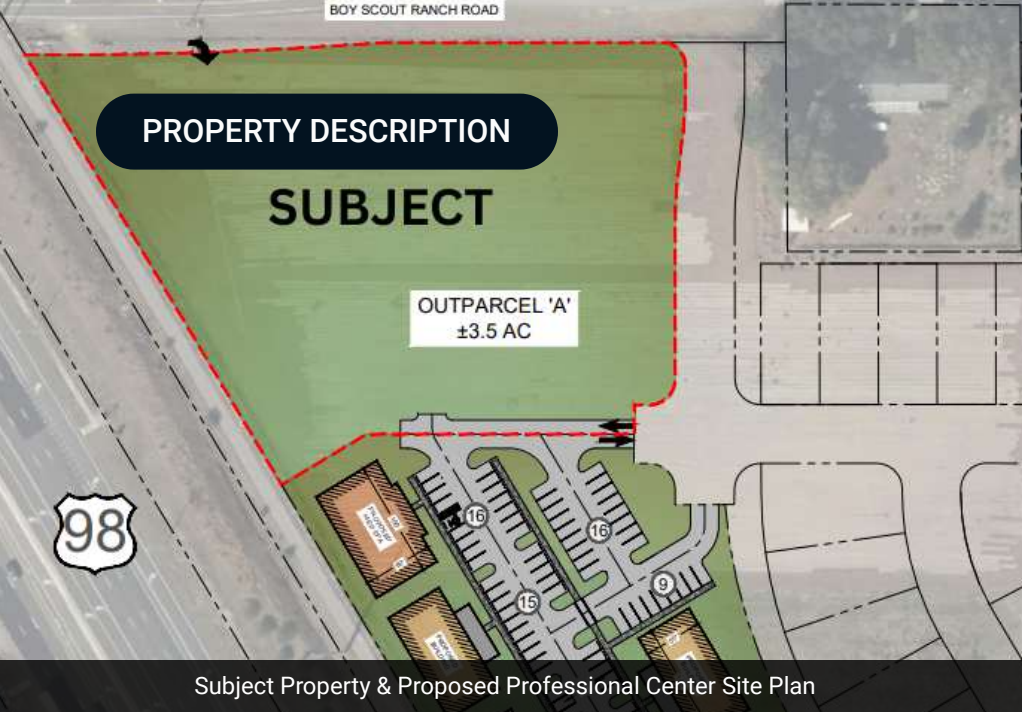 BOY SCOUT RANCH ROAD
PROPERTY DESCRIPTION
SUBJECT
OUTPARCEL 'A'
±3.5 AC
98
16
16
15
9
Subject Property & Proposed Professional Center Site Plan